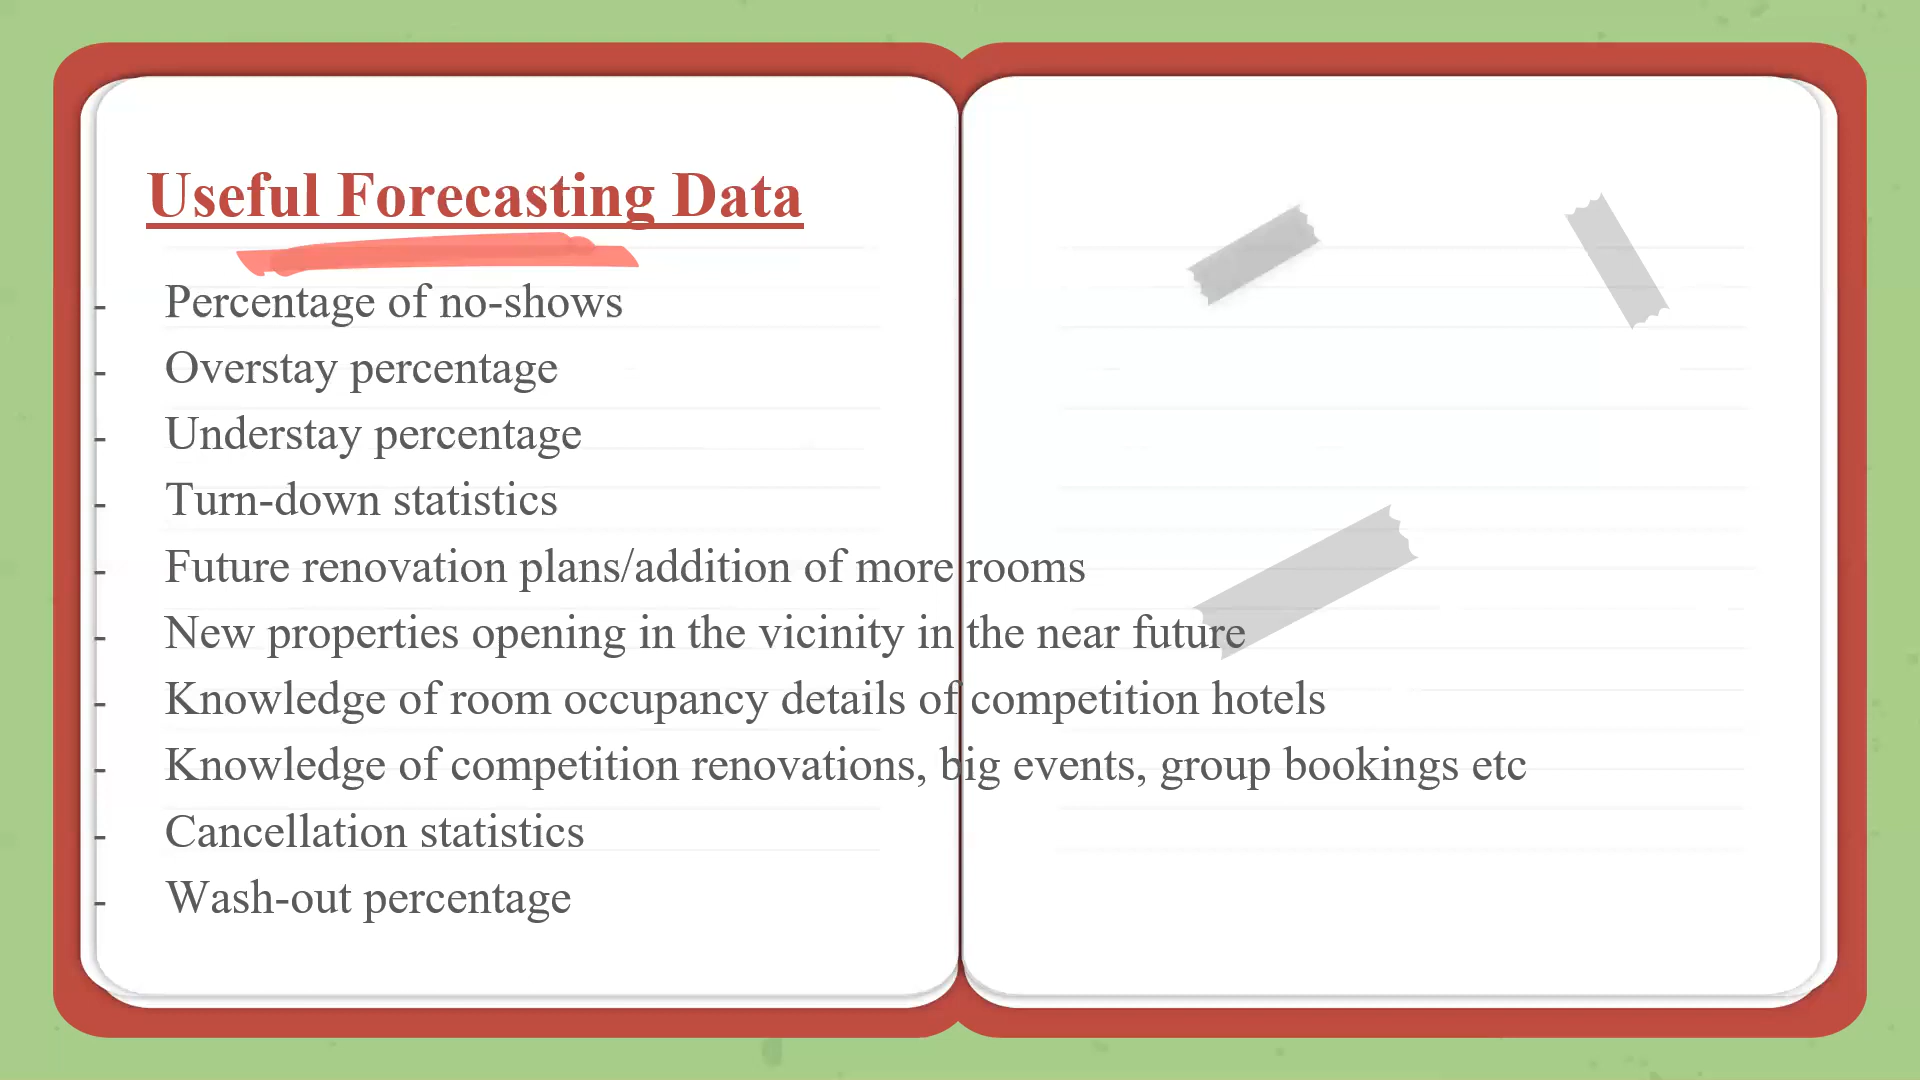 Useful Forecasting Data
- Percentage of no-shows
- Overstay percentage
- Understay percentage
- Turn-down statistics
- Future renovation plans/addition of more rooms
- New properties opening in the vicinity in the near future
- Knowledge of room occupancy details of competition hotels
- Knowledge of competition renovations, big events, group bookings etc
- Cancellation statistics
- Wash-out percentage